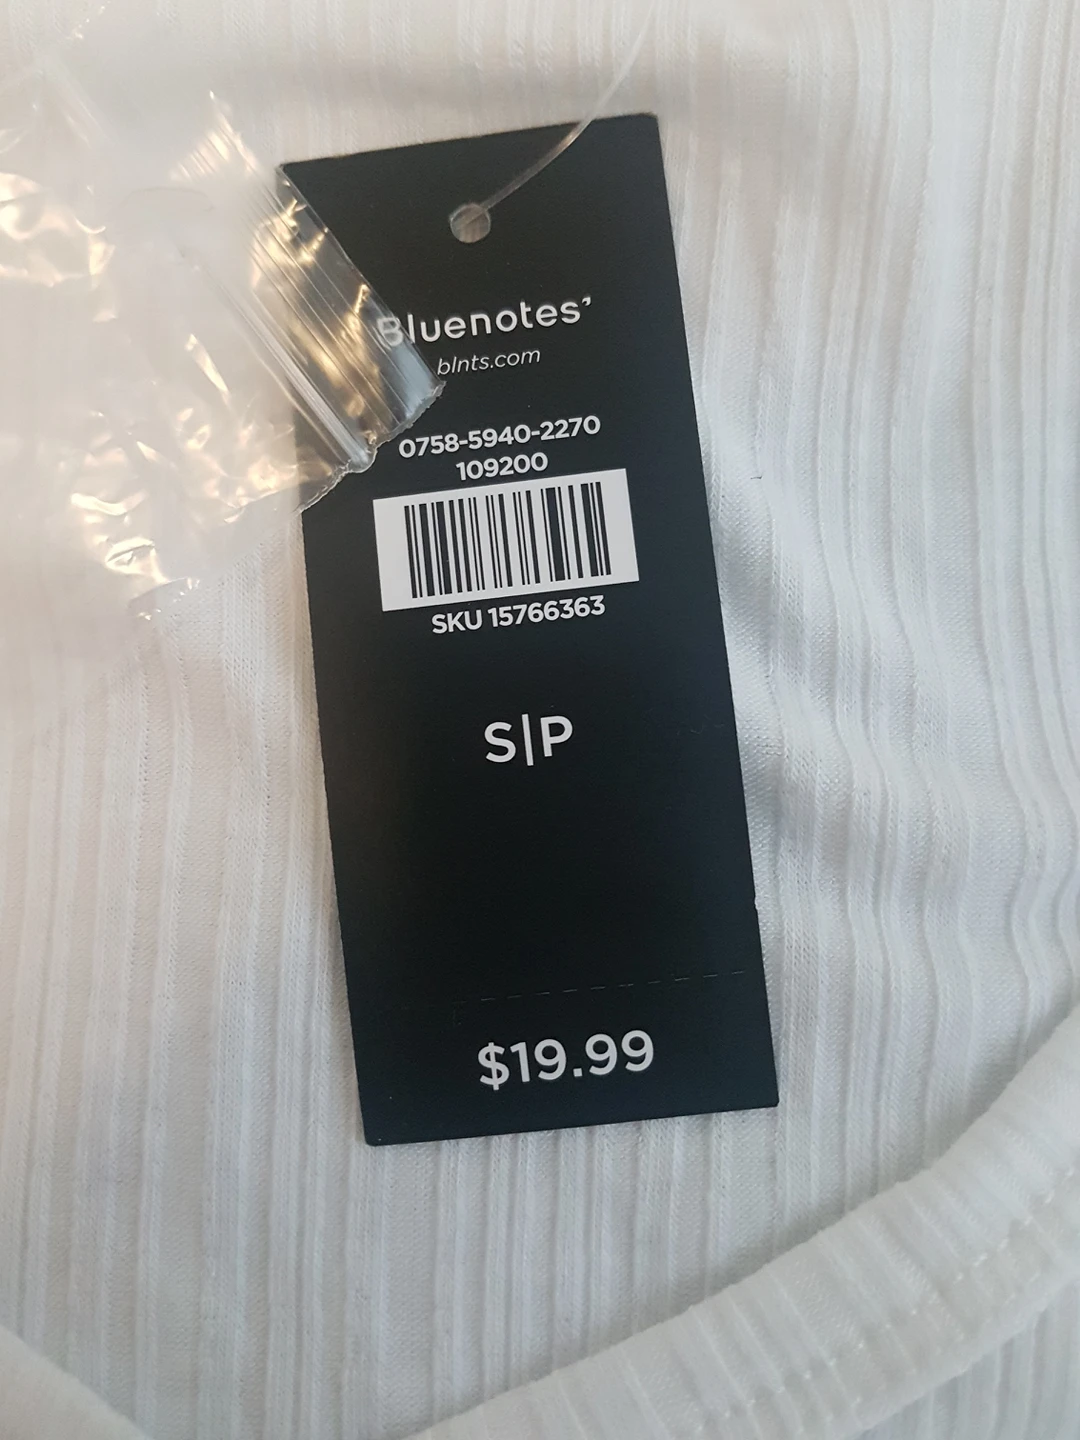 Bluenotes’
blnts.com
0758-5940-2270
109200
SKU 15766363
S|P
$19.99